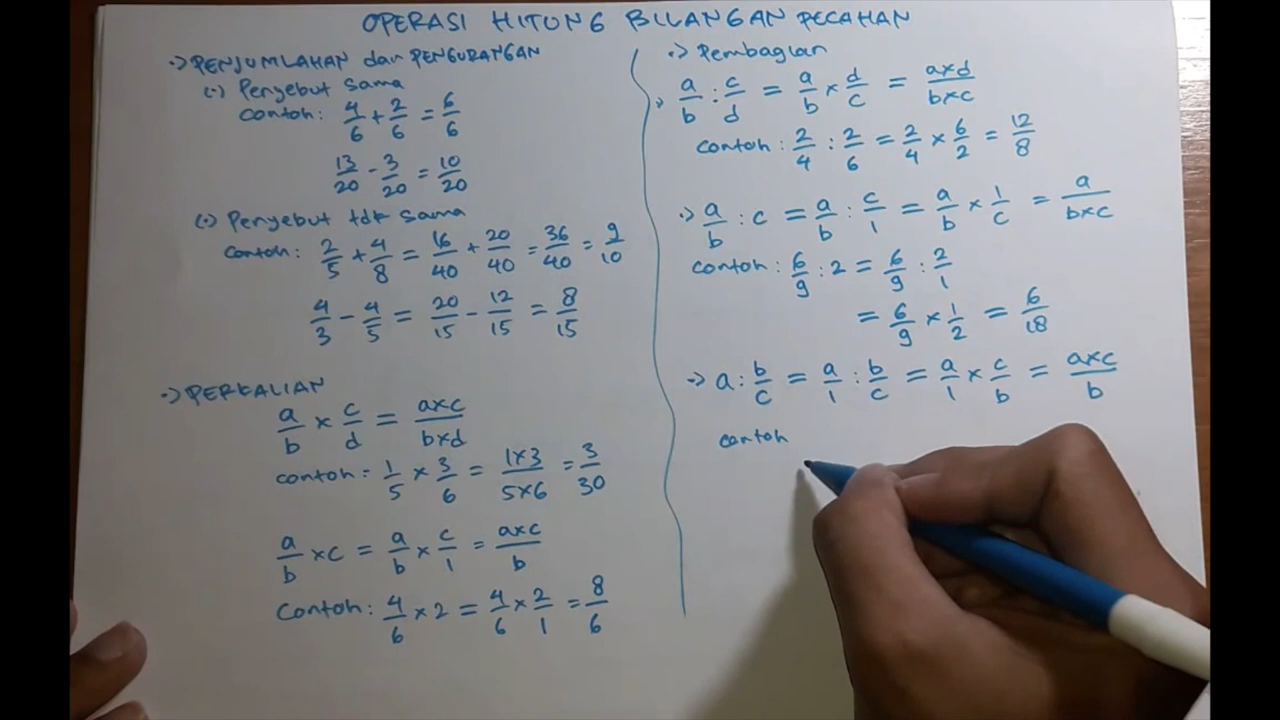 OPERASI HITUNG BILANGAN PECAHAN
·> PENJUMLAHAN dan PENGURANGAN
(·) Penyebut sama
contoh: 4/6 + 2/6 = 6/6
13/20 - 3/20 = 10/20
(·) Penyebut tdk sama
contoh: 2/5 + 4/8 = 16/40 + 20/40 = 36/40 = 9/10
4/3 - 4/5 = 20/15 - 12/15 = 8/15
·> PERKALIAN
a/b × c/d = a×c/b×d
contoh: 1/5 × 3/6 = 1×3/5×6 = 3/30
a/b × c = a/b × c/1 = a×c/b
Contoh: 4/6 × 2 = 4/6 × 2/1 = 8/6
·> Pembagian
·> a/b : c/d = a/b × d/c = a×d/b×c
contoh: 2/4 : 2/6 = 2/4 × 6/2 = 12/8
·> a/b : c = a/b : c/1 = a/b × 1/c = a/b×c
contoh: 6/9 : 2 = 6/9 : 2/1
= 6/9 × 1/2 = 6/18
·> a : b/c = a/1 : b/c = a/1 × c/b = a×c/b
contoh